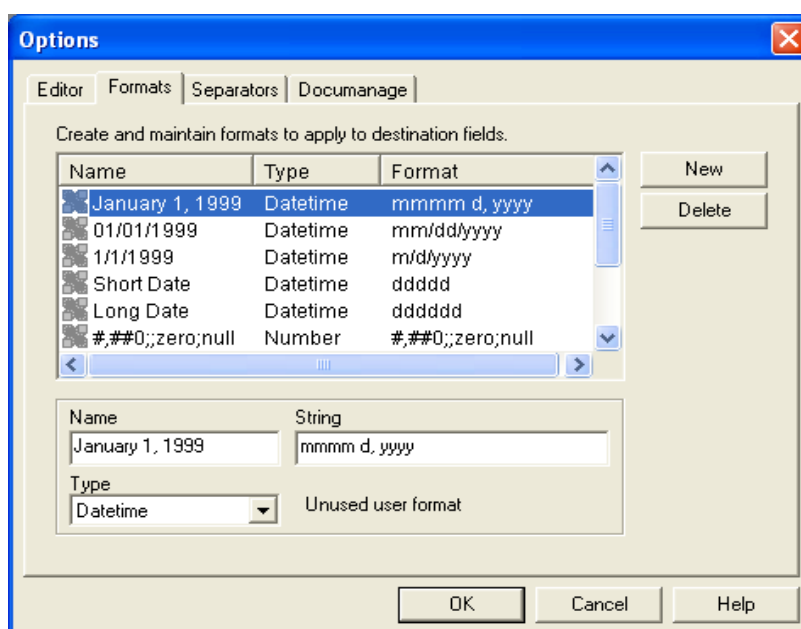 Options
Editor Formats Separators Documanage
Create and maintain formats to apply to destination fields.
Name Type Format New
January 1, 1999 Datetime mmmm d, yyyy Delete
01/01/1999 Datetime mm/dd/yyyy
1/1/1999 Datetime m/d/yyyy
Short Date Datetime ddddd
Long Date Datetime dddddd
#,##0;;zero;null Number #,##0;;zero;null
Name String
January 1, 1999 mmmm d, yyyy
Type
Datetime Unused user format
OK Cancel Help